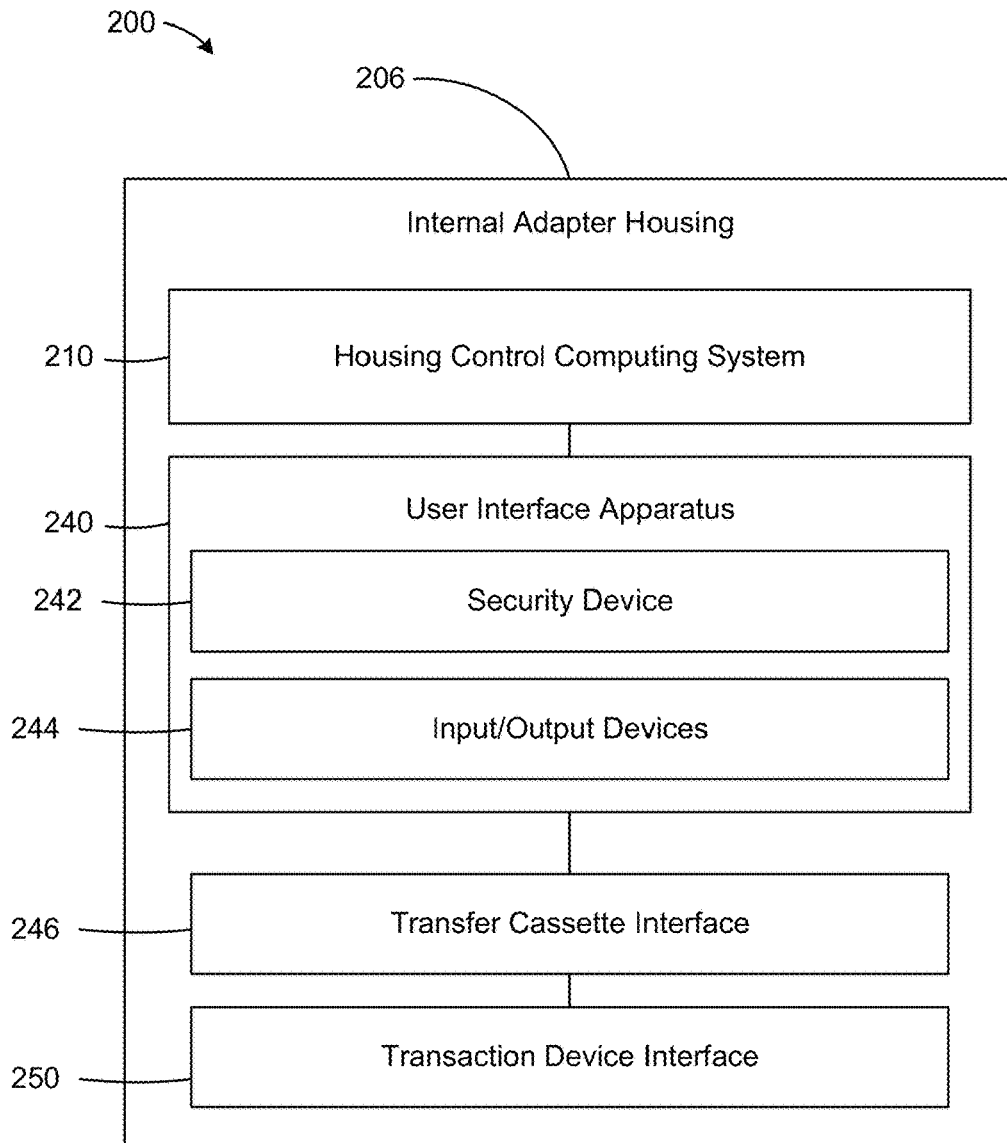 200
206
Internal Adapter Housing
210
Housing Control Computing System
240
User Interface Apparatus
242
Security Device
244
Input/Output Devices
246
Transfer Cassette Interface
250
Transaction Device Interface